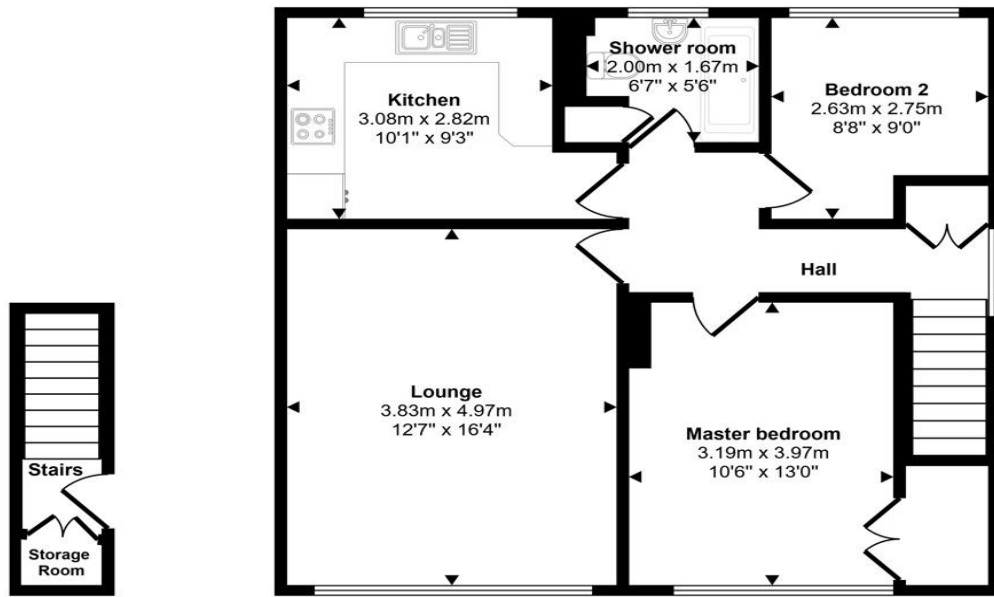 Kitchen
3.08m x 2.82m
10'1" x 9'3"
Shower room
2.00m x 1.67m
6'7" x 5'6"
Bedroom 2
2.63m x 2.75m
8'8" x 9'0"
Hall
Lounge
3.83m x 4.97m
12'7" x 16'4"
Master bedroom
3.19m x 3.97m
10'6" x 13'0"
Stairs
Storage
Room